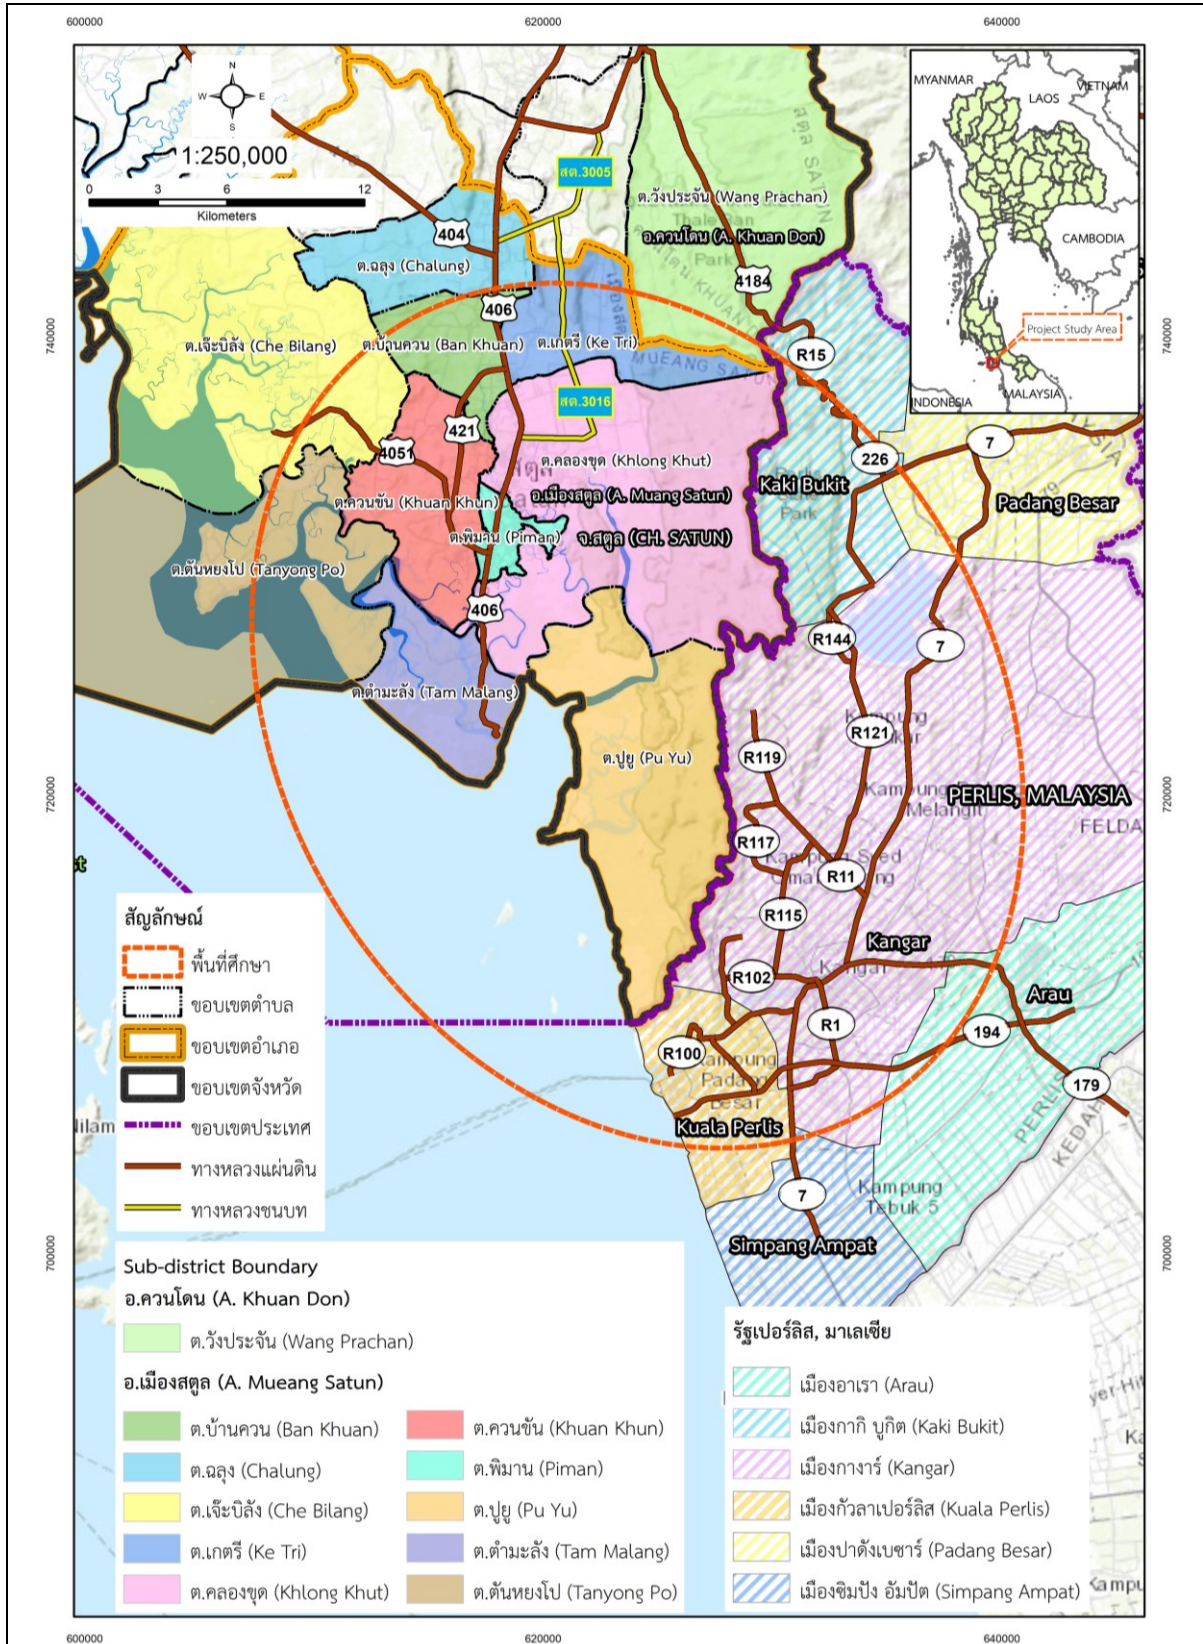 600000 620000 640000
N
W E
S
1:250,000
0 3 6 12
Kilometers
MYANMAR
VIETNAM
LAOS
CAMBODIA
Project Study Area
INDONESIA
MALAYSIA
740000
740000
720000
720000
700000
700000
สต.3005
สตูล SATUN
ต.วังประจัน (Wang Prachan)
Thale Ban
Park
อ.ควนโดน (A. Khuan Don)
404
ต.ฉลุง (Chalung)
4184
406
ต.เจ๊ะบิลัง (Che Bilang)
ต.บ้านควน (Ban Khuan)
ต.เกตรี (Ke Tri)
MUEANG SATUN
R15
สต.3016
421
4051
7
ต.คลองขุด (Khlong Khut)
226
Kaki Bukit
Padang Besar
ต.ควนขัน (Khuan Khun)
อ.เมืองสตูล (A. Muang Satun)
ต.พิมาน (Piman)
จ.สตูล (CH. SATUN)
ต.ตันหยงโป (Tanyong Po)
406
R144
7
ต.ตำมะลัง (Tam Malang)
R121
ต.ปูยู (Pu Yu)
R119
Kampung
Melangit
PERLIS, MALAYSIA
FELDA
R117
R11
R115
Kangar
R102
Kangar
Arau
R1
194
R100
Kampung
Padang
Besar
179
Kuala Perlis
PERLIS
KEDAH
7
Kampung
Tebuk 5
Simpang Ampat
สัญลักษณ์
พื้นที่ศึกษา
ขอบเขตตำบล
ขอบเขตอำเภอ
ขอบเขตจังหวัด
ขอบเขตประเทศ
ทางหลวงแผ่นดิน
ทางหลวงชนบท
Sub-district Boundary
อ.ควนโดน (A. Khuan Don)
ต.วังประจัน (Wang Prachan)
อ.เมืองสตูล (A. Mueang Satun)
ต.บ้านควน (Ban Khuan)
ต.ฉลุง (Chalung)
ต.เจ๊ะบิลัง (Che Bilang)
ต.เกตรี (Ke Tri)
ต.คลองขุด (Khlong Khut)
ต.ควนขัน (Khuan Khun)
ต.พิมาน (Piman)
ต.ปูยู (Pu Yu)
ต.ตำมะลัง (Tam Malang)
ต.ตันหยงโป (Tanyong Po)
รัฐเปอร์ลิส, มาเลเซีย
เมืองอาเรา (Arau)
เมืองกากิ บูกิต (Kaki Bukit)
เมืองกางาร์ (Kangar)
เมืองกัวลาเปอร์ลิส (Kuala Perlis)
เมืองปาดังเบซาร์ (Padang Besar)
เมืองซิมปัง อัมปัต (Simpang Ampat)
600000 620000 640000